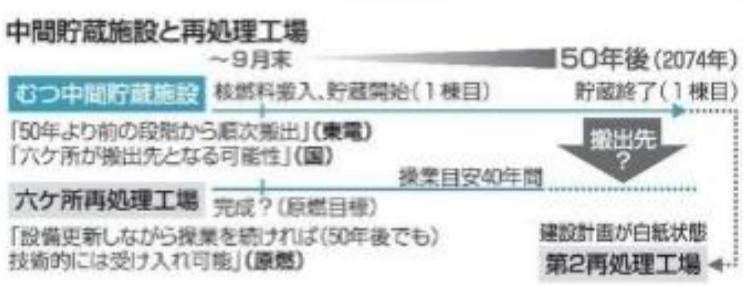 中間貯蔵施設と再処理工場
~9月末
50年後(2074年)
むつ中間貯蔵施設
核燃料搬入、貯蔵開始(1棟目)
貯蔵終了(1棟目)
「50年より前の段階から順次搬出」(東電)
「六ケ所が搬出先となる可能性」(国)
搬出先
?
操業目安40年間
六ケ所再処理工場
完成?(原燃目標)
「設備更新しながら操業を続ければ(50年後でも)
技術的には受け入れ可能」(原燃)
建設計画が白紙状態
第2再処理工場